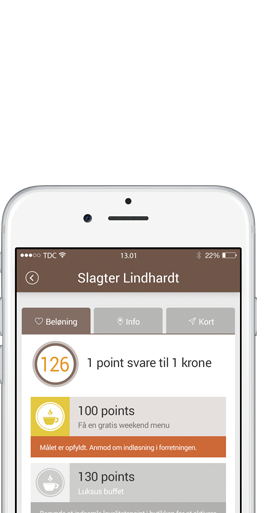 TDC 13.01 22%
Slagter Lindhardt
Beløning Info Kort
126 1 point svare til 1 krone
100 points
Få en gratis weekend menu
Målet er opfyldt. Anmod om indløsning i forretningen.
130 points
Luksus buffet